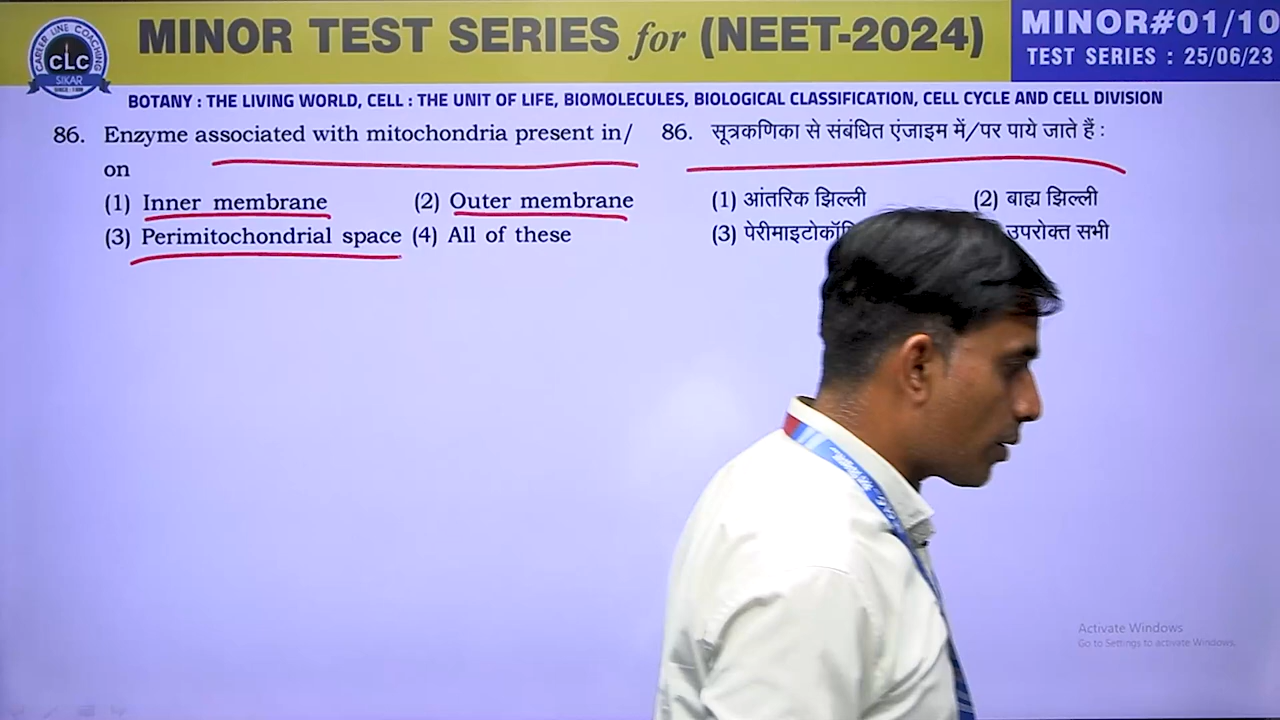 MINOR TEST SERIES for (NEET-2024)
MINOR#01/10
TEST SERIES : 25/06/23
CAREER LINE COACHING
CLC
SIKAR
BOTANY : THE LIVING WORLD, CELL : THE UNIT OF LIFE, BIOMOLECULES, BIOLOGICAL CLASSIFICATION, CELL CYCLE AND CELL DIVISION
86. Enzyme associated with mitochondria present in/
on
(1) Inner membrane (2) Outer membrane
(3) Perimitochondrial space (4) All of these
86. सूत्रकणिका से संबंधित एंजाइम में/पर पाये जाते हैं :
(1) आंतरिक झिल्ली (2) बाह्य झिल्ली
(3) उपरोक्त सभी
Activate Windows
Go to Settings to activate Windows.